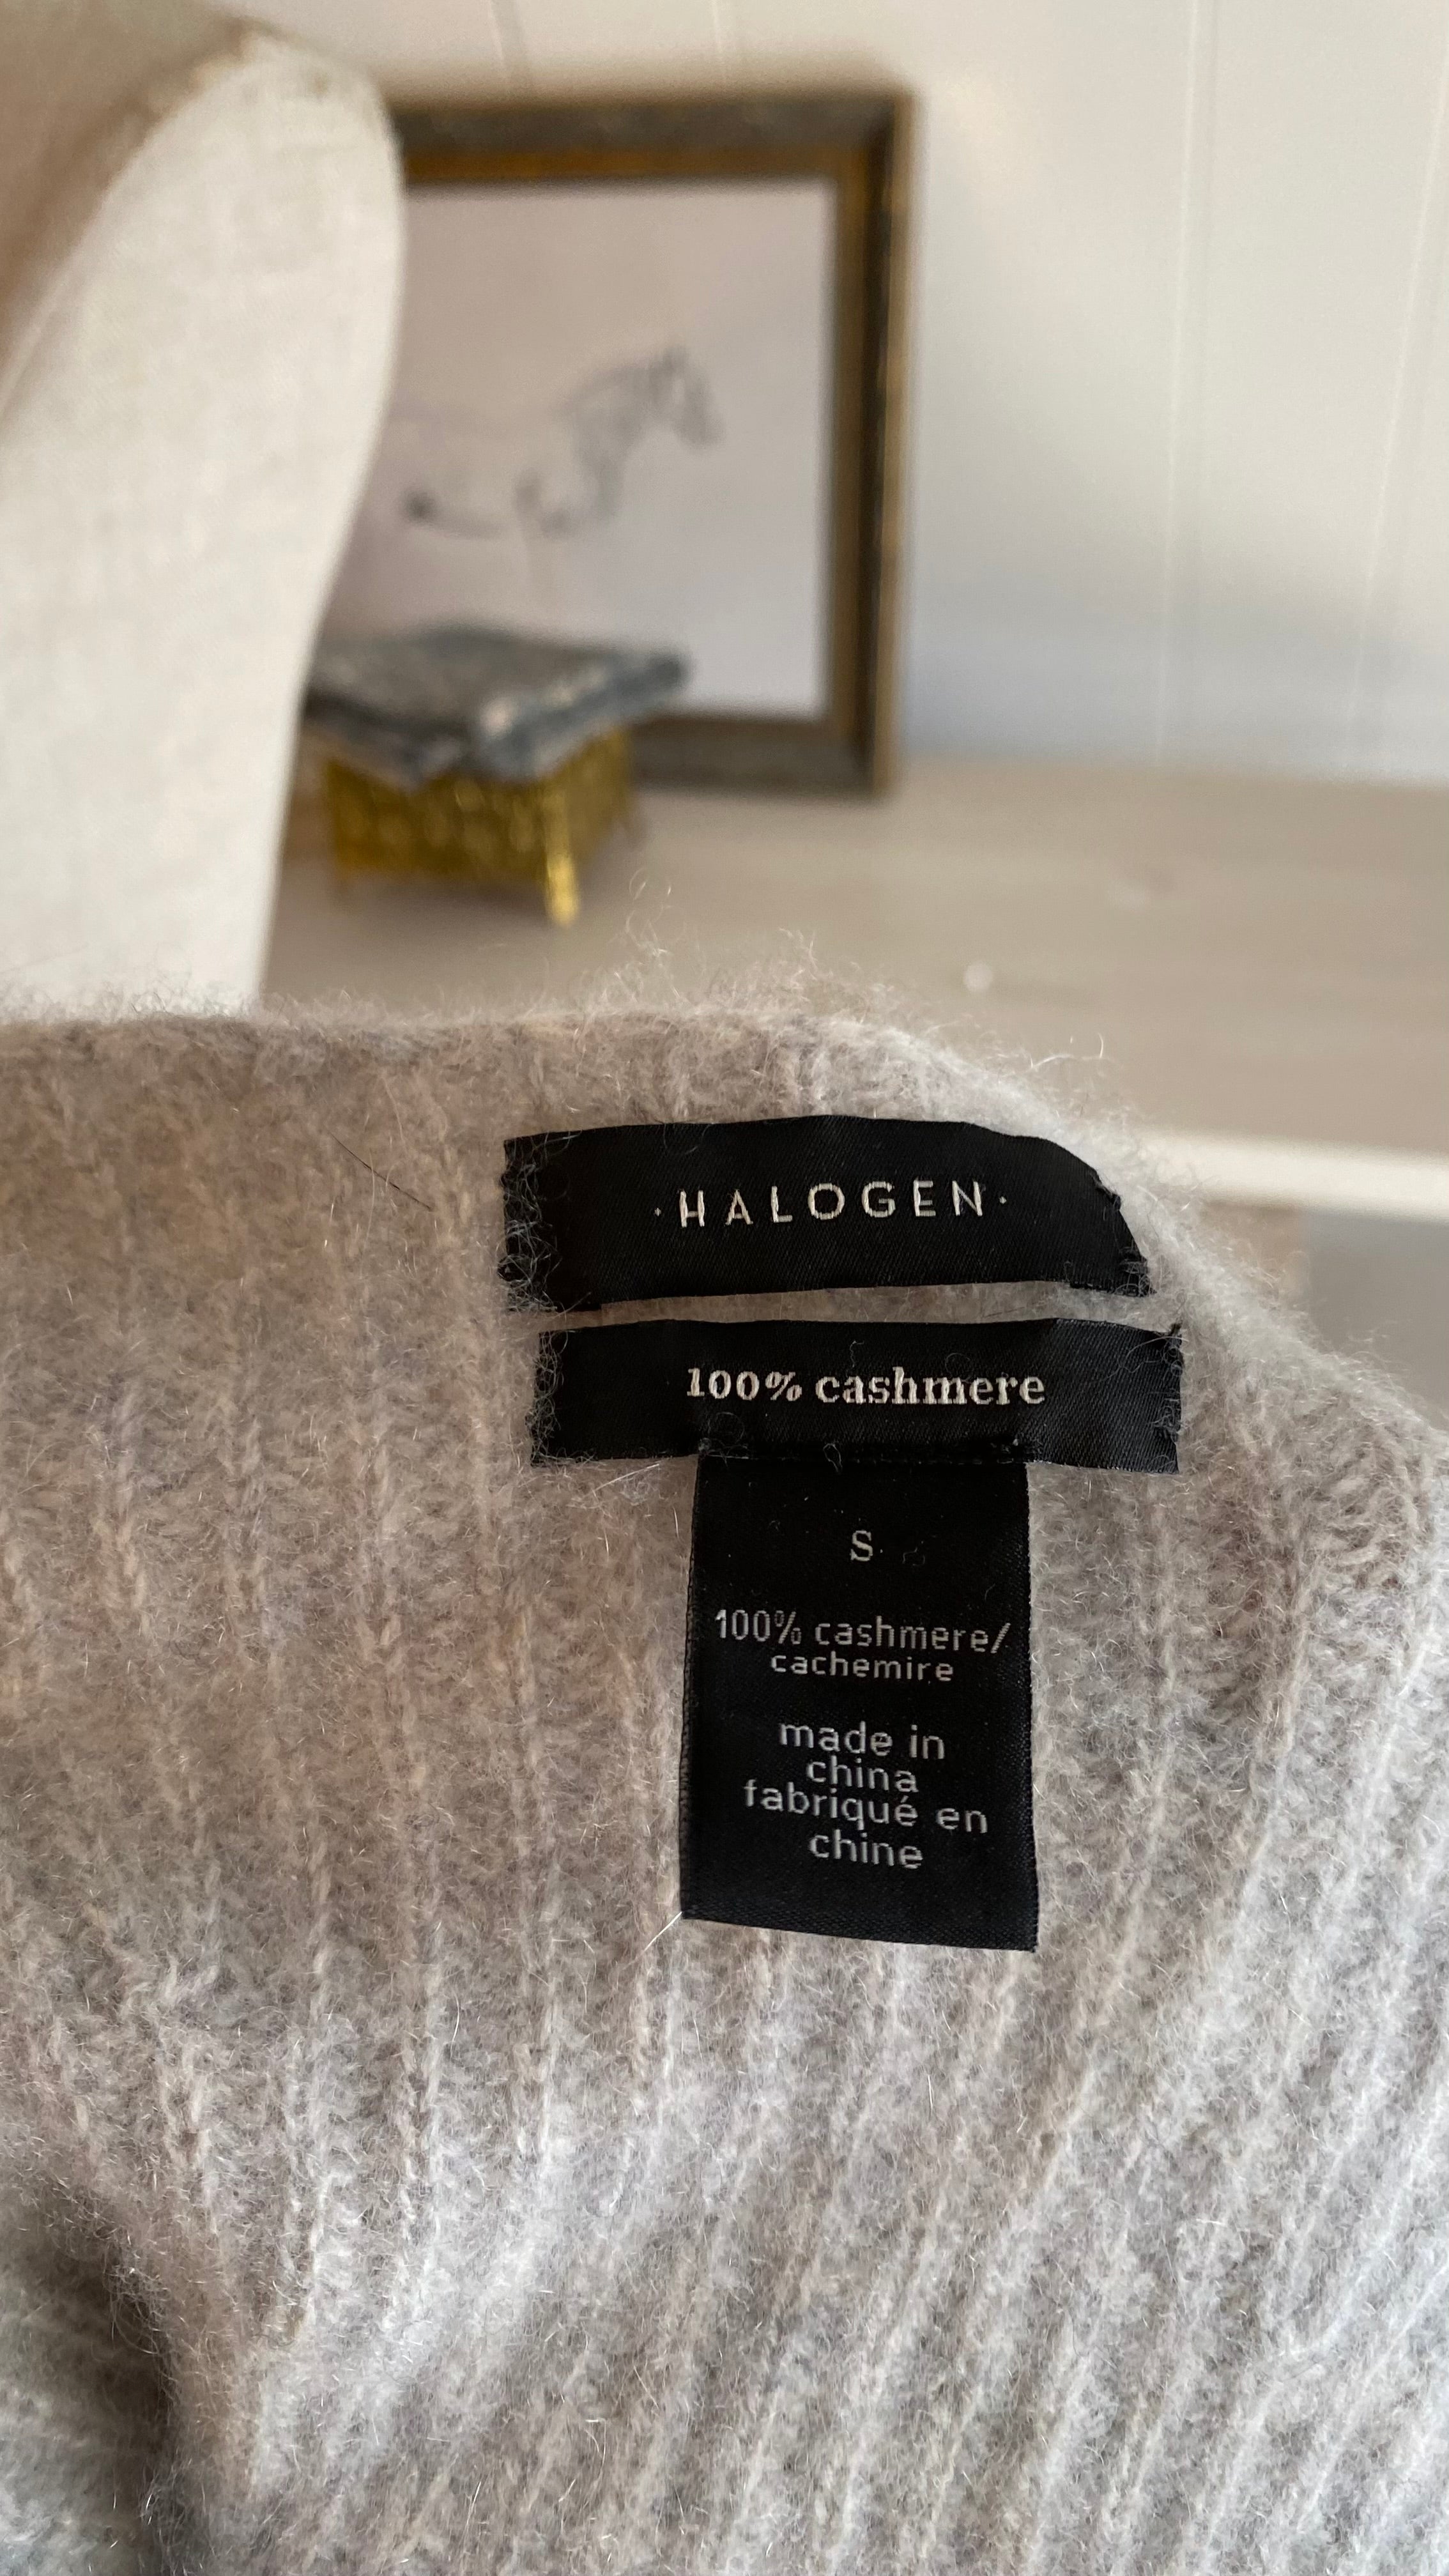 ·HALOGEN·
100% cashmere
S
100% cashmere/
cachemire
made in
china
fabriqué en
chine